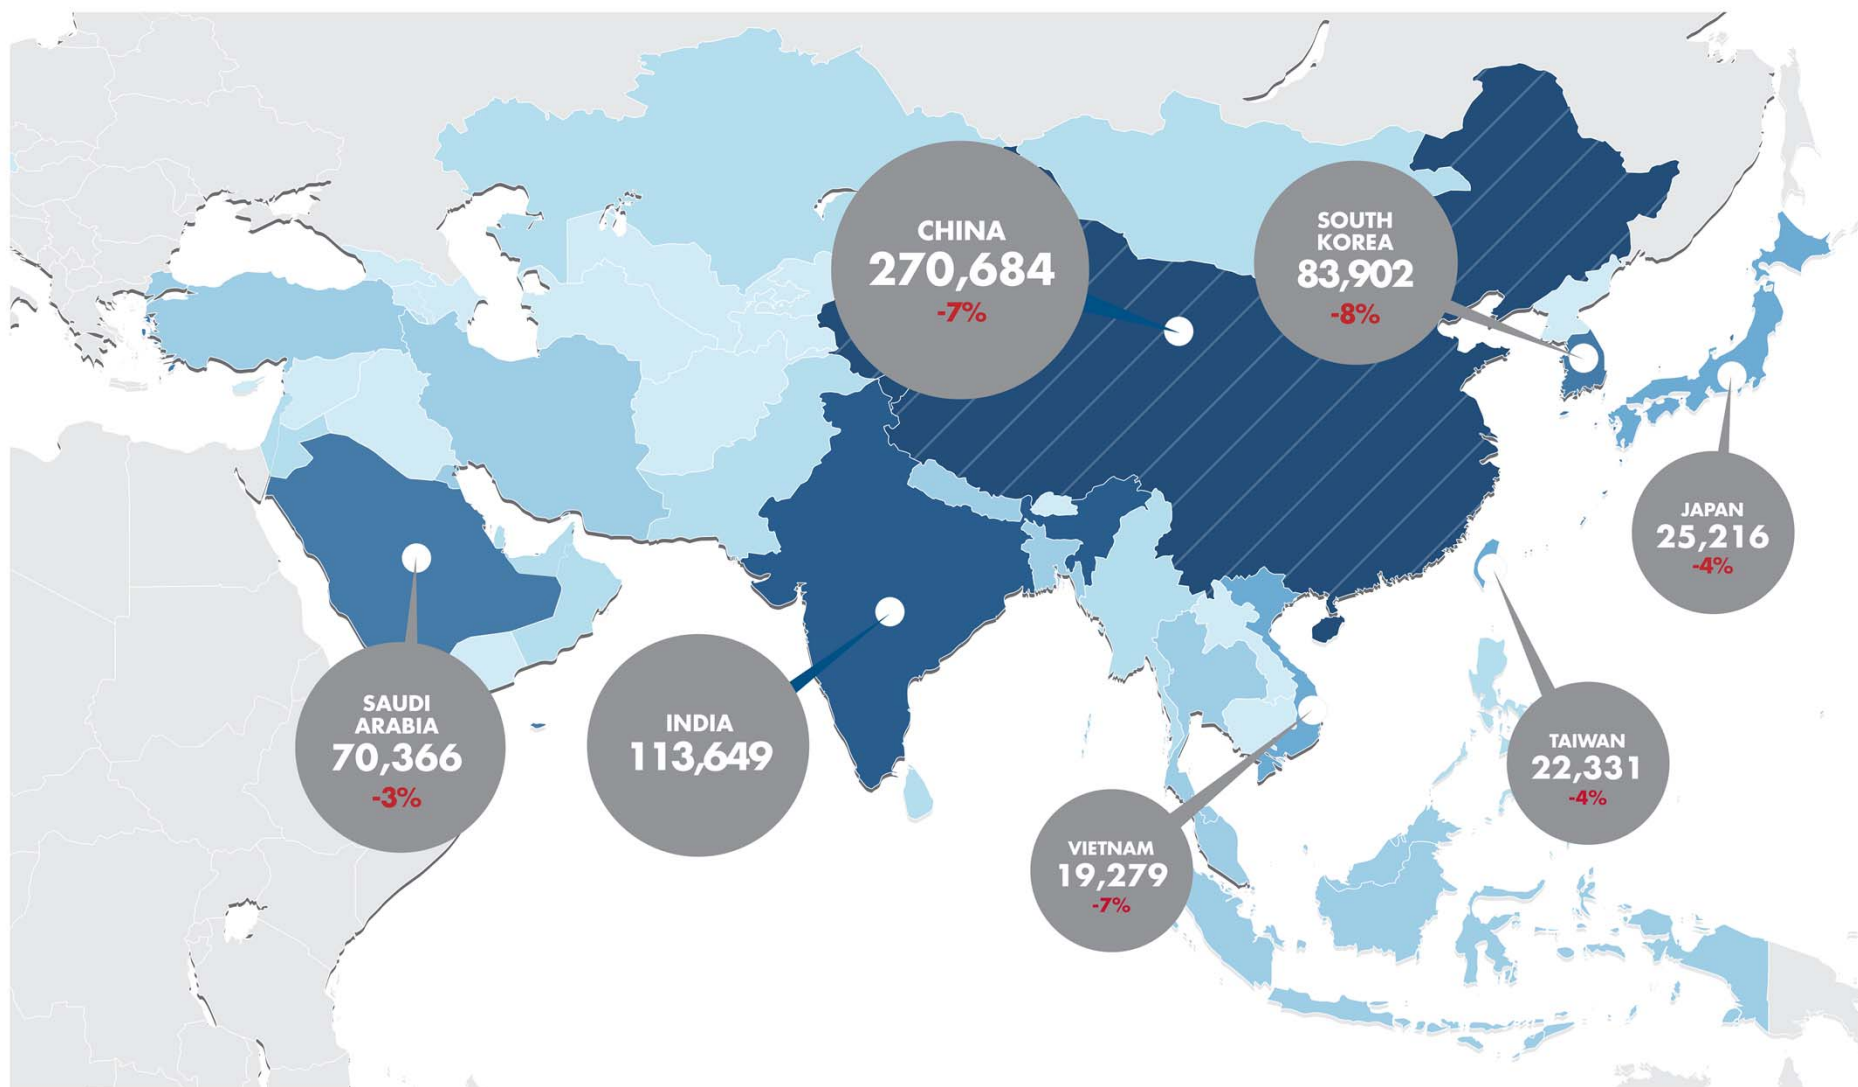 CHINA
270,684
-7%
SOUTH
KOREA
83,902
-8%
JAPAN
25,216
-4%
SAUDI
ARABIA
70,366
-3%
INDIA
113,649
TAIWAN
22,331
-4%
VIETNAM
19,279
-7%